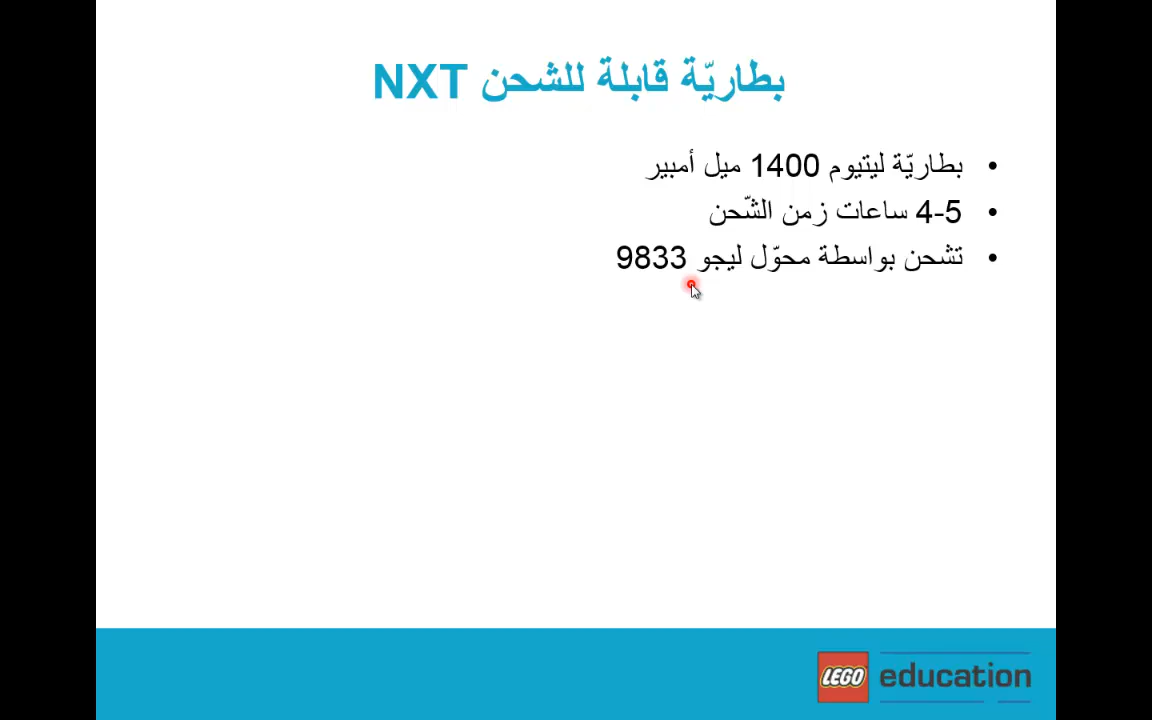 بطاريّة قابلة للشحن NXT
• بطاريّة ليتيوم 1400 ميل أمبير
• 4-5 ساعات زمن الشّحن
• تشحن بواسطة محوّل ليجو 9833
LEGO education